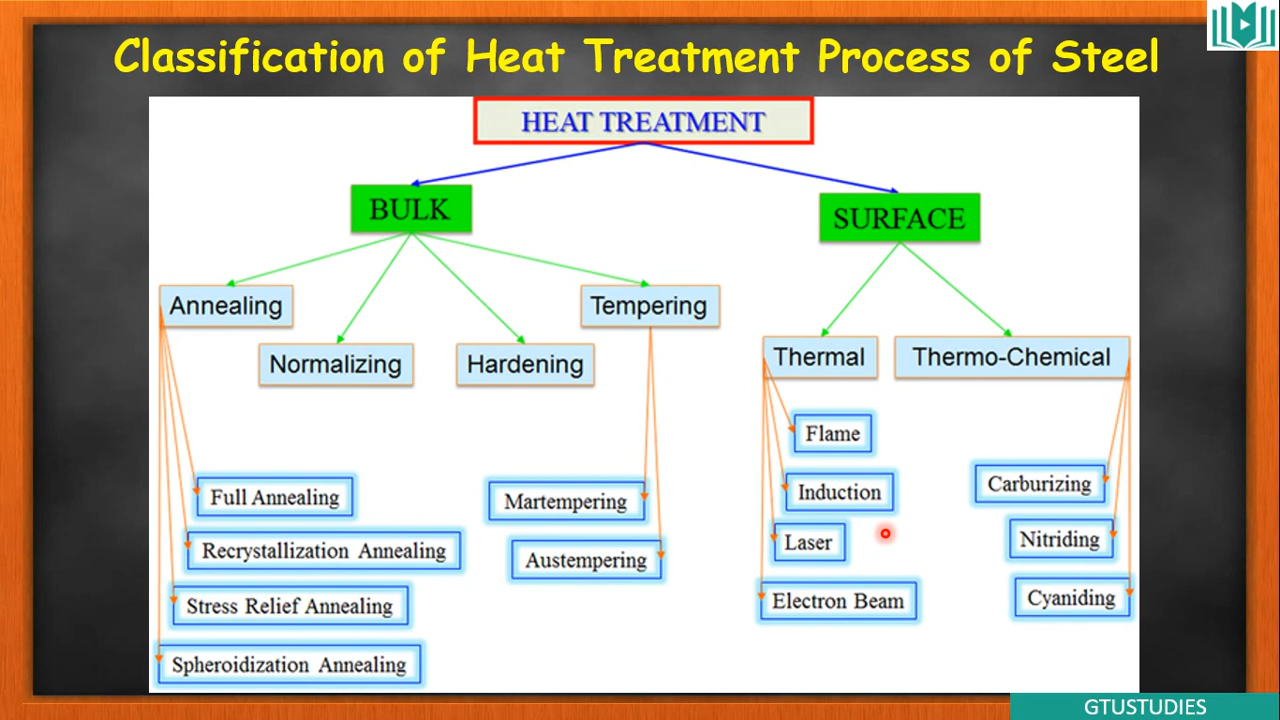 Classification of Heat Treatment Process of Steel
HEAT TREATMENT
BULK
SURFACE
Annealing
Tempering
Normalizing
Hardening
Thermal
Thermo-Chemical
Full Annealing
Recrystallization Annealing
Stress Relief Annealing
Spheroidization Annealing
Martempering
Austempering
Flame
Induction
Laser
Electron Beam
Carburizing
Nitriding
Cyaniding
GTUSTUDIES